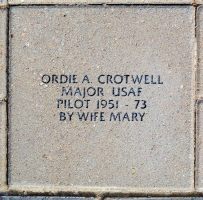 ORDIE A. CROTWELL
MAJOR USAF
PILOT 1951 - 73
BY WIFE MARY